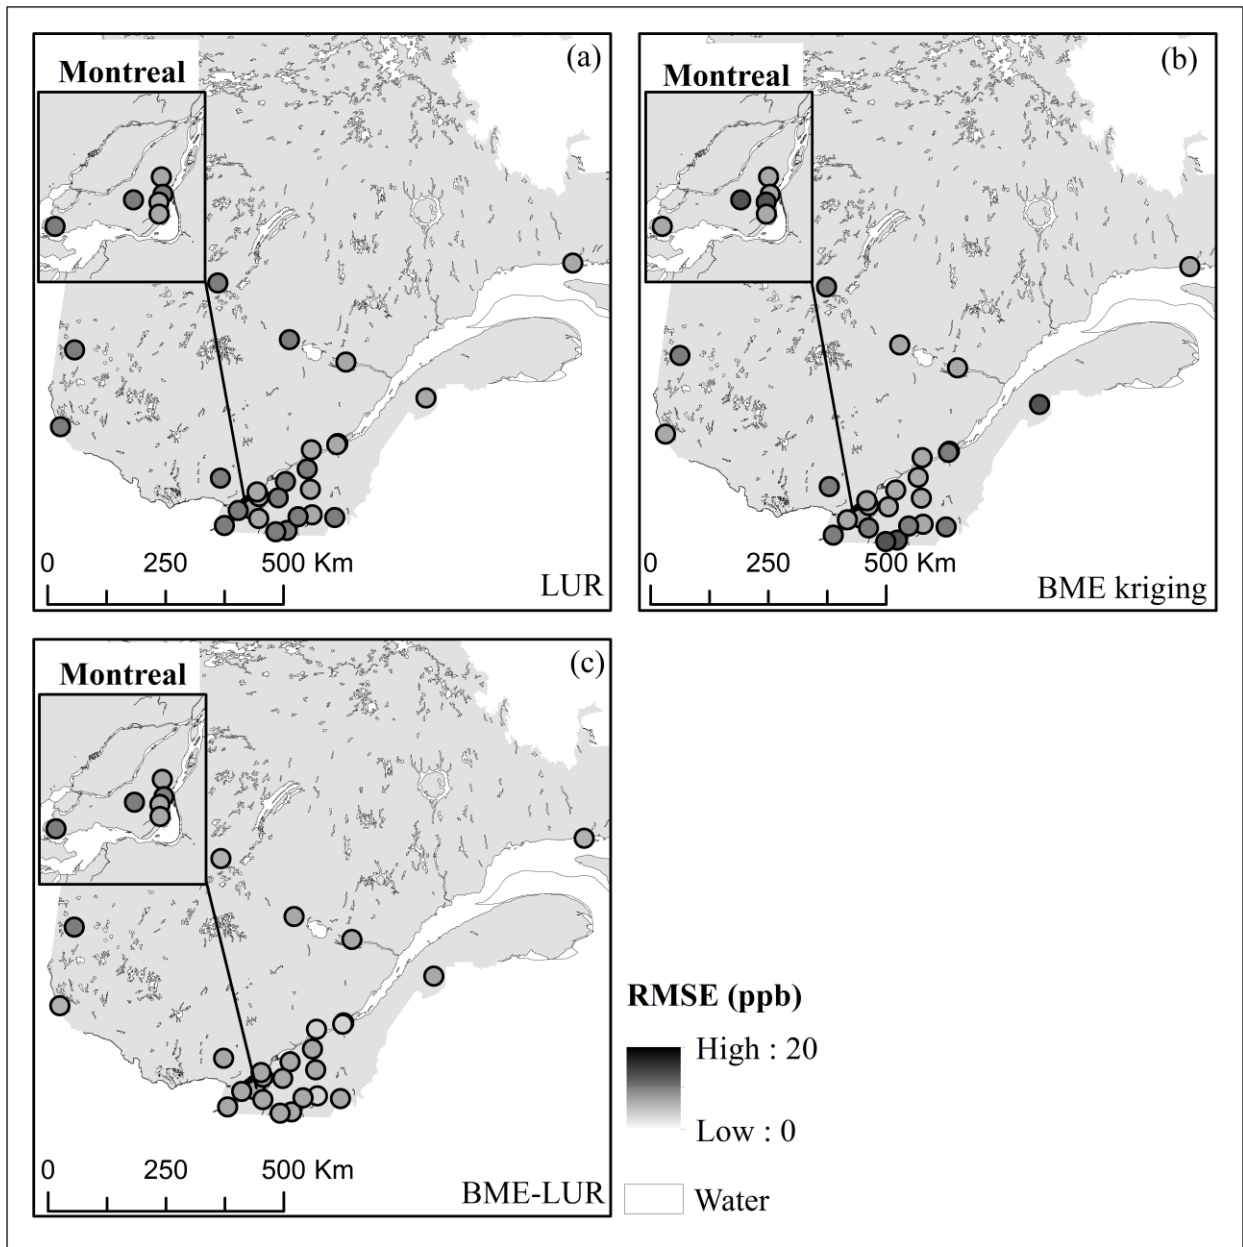 (a)
Montreal
0 250 500 Km
LUR
(b)
Montreal
0 250 500 Km
BME kriging
(c)
Montreal
0 250 500 Km
BME-LUR
RMSE (ppb)
High : 20
Low : 0
Water